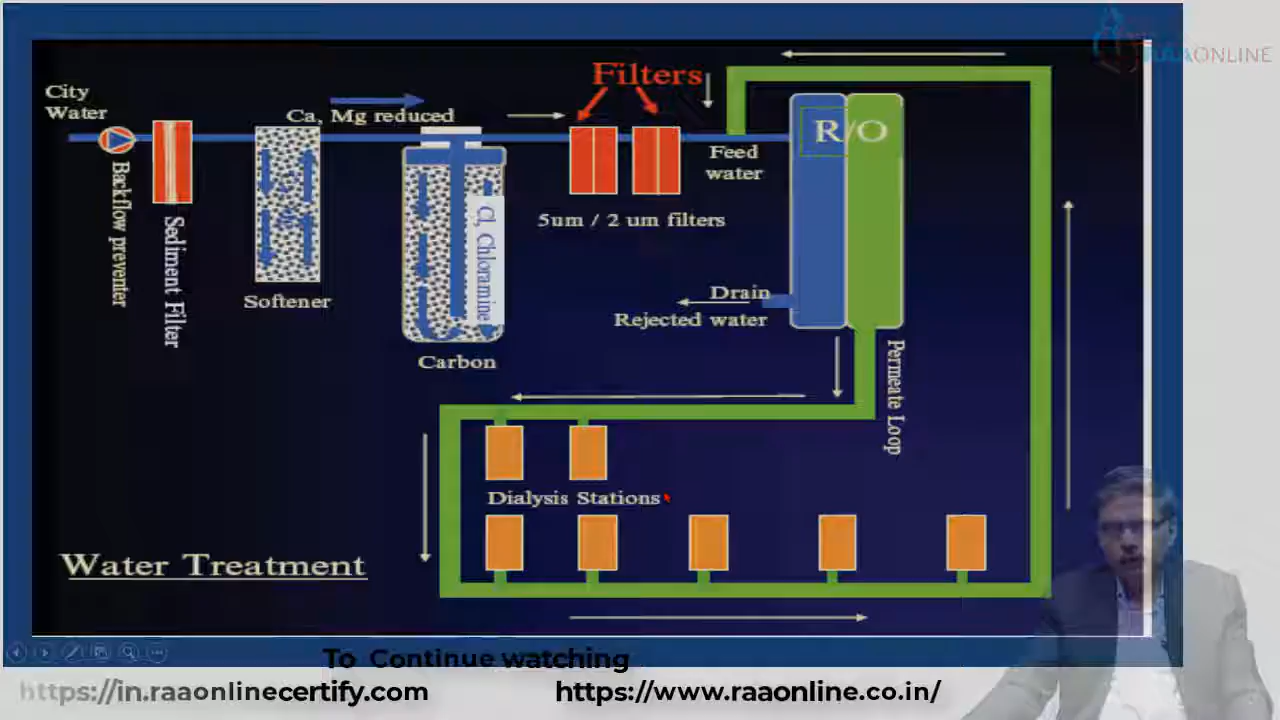 RAAONLINE
City
Water
Filters
Ca, Mg reduced
R/O
Feed
water
Backflow preventer
Sediment Filter
Cl, Chloramine
5um / 2 um filters
Softener
Drain
Rejected water
Carbon
Permeate Loop
Dialysis Stations
Water Treatment
To Continue watching
https://in.raaonlinecertify.com
https://www.raaonline.co.in/